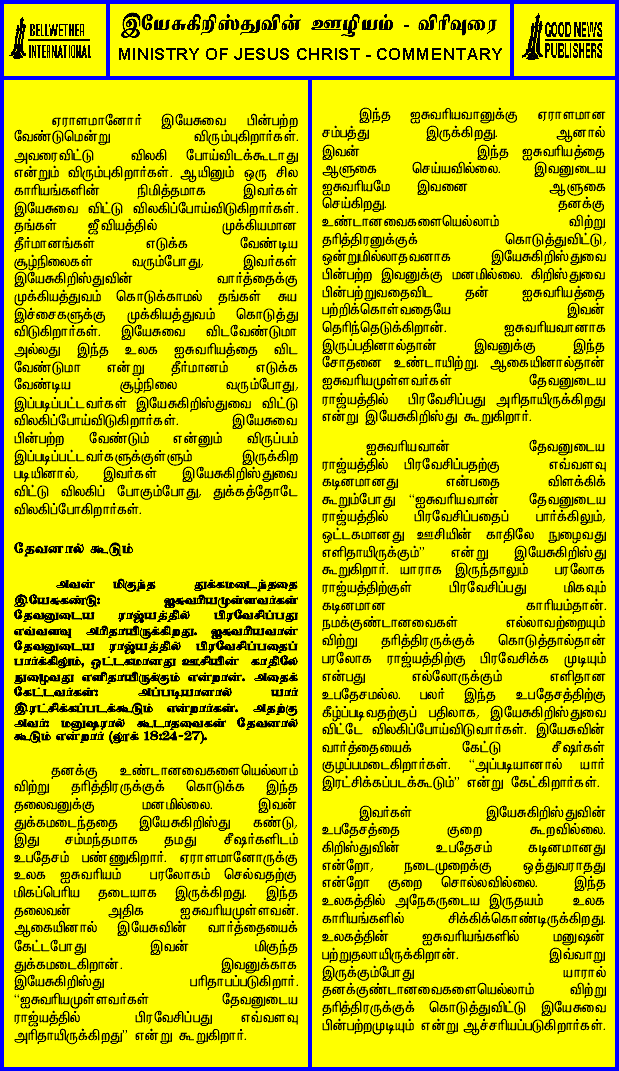 BELLWETHER
INTERNATIONAL
இயேசுகிறிஸ்துவின் ஊழியம் - விரிவுரை
MINISTRY OF JESUS CHRIST - COMMENTARY
GOOD NEWS
PUBLISHERS
ஏராளமானோர் இயேசுவை பின்பற்ற
வேண்டுமென்று விரும்புகிறார்கள்.
அவரைவிட்டு விலகி போய்விடக்கூடாது
என்றும் விரும்புகிறார்கள். ஆயினும் ஒரு சில
காரியங்களின் நிமித்தமாக இவர்கள்
இயேசுவை விட்டு விலகிப்போய்விடுகிறார்கள்.
தங்கள் ஜீவியத்தில் முக்கியமான
தீர்மானங்கள் எடுக்க வேண்டிய
சூழ்நிலைகள் வரும்போது, இவர்கள்
இயேசுகிறிஸ்துவின் வார்த்தைக்கு
முக்கியத்துவம் கொடுக்காமல் தங்கள் சுய
இச்சைகளுக்கு முக்கியத்துவம் கொடுத்து
விடுகிறார்கள். இயேசுவை விடவேண்டுமா
அல்லது இந்த உலக ஐசுவரியத்தை விட
வேண்டுமா என்று தீர்மானம் எடுக்க
வேண்டிய சூழ்நிலை வரும்போது,
இப்படிப்பட்டவர்கள் இயேசுகிறிஸ்துவை விட்டு
விலகிப்போய்விடுகிறார்கள். இயேசுவை
பின்பற்ற வேண்டும் என்னும் விருப்பம்
இப்படிப்பட்டவர்களுக்குள்ளும் இருக்கிற
படியினால், இவர்கள் இயேசுகிறிஸ்துவை
விட்டு விலகிப் போகும்போது, துக்கத்தோடே
விலகிப்போகிறார்கள்.
தேவனால் கூடும்
அவன் மிகுந்த துக்கமடைந்ததை
இயேசுகண்டு: ஐசுவரியமுள்ளவர்கள்
தேவனுடைய ராஜ்யத்தில் பிரவேசிப்பது
எவ்வளவு அரிதாயிருக்கிறது. ஐசுவரியவான்
தேவனுடைய ராஜ்யத்தில் பிரவேசிப்பதைப்
பார்க்கிலும், ஒட்டகமானது ஊசியின் காதிலே
நுழைவது எளிதாயிருக்கும் என்றான். அதைக்
கேட்டவர்கள்: அப்படியானால் யார்
இரட்சிக்கப்படக்கூடும் என்றார்கள். அதற்கு
அவர்: மனுஷரால் கூடாதவைகள் தேவனால்
கூடும் என்றார் (லூக் 18:24-27).
தனக்கு உண்டானவைகளையெல்லாம்
விற்று தரித்திரருக்குக் கொடுக்க இந்த
தலைவனுக்கு மனமில்லை. இவன்
துக்கமடைந்ததை இயேசுகிறிஸ்து கண்டு,
இது சம்மந்தமாக தமது சீஷர்களிடம்
உபதேசம் பண்ணுகிறார். ஏராளமானோருக்கு
உலக ஐசுவரியம் பரலோகம் செல்வதற்கு
மிகப்பெரிய தடையாக இருக்கிறது. இந்த
தலைவன் அதிக ஐசுவரியமுள்ளவன்.
ஆகையினால் இயேசுவின் வார்த்தையைக்
கேட்டபோது இவன் மிகுந்த
துக்கமடைகிறான். இவனுக்காக
இயேசுகிறிஸ்து பரிதாபப்படுகிறார்.
“ஐசுவரியமுள்ளவர்கள் தேவனுடைய
ராஜ்யத்தில் பிரவேசிப்பது எவ்வளவு
அரிதாயிருக்கிறது” என்று கூறுகிறார்.
இந்த ஐசுவரியவானுக்கு ஏராளமான
சம்பத்து இருக்கிறது. ஆனால்
இவன் இந்த ஐசுவரியத்தை
ஆளுகை செய்யவில்லை. இவனுடைய
ஐசுவரியமே இவனை ஆளுகை
செய்கிறது. தனக்கு
உண்டானவைகளையெல்லாம் விற்று
தரித்திரனுக்குக் கொடுத்துவிட்டு,
ஒன்றுமில்லாதவனாக இயேசுகிறிஸ்துவை
பின்பற்ற இவனுக்கு மனமில்லை. கிறிஸ்துவை
பின்பற்றுவதைவிட தன் ஐசுவரியத்தை
பற்றிக்கொள்வதையே இவன்
தெரிந்தெடுக்கிறான். ஐசுவரியவானாக
இருப்பதினால்தான் இவனுக்கு இந்த
சோதனை உண்டாயிற்று. ஆகையினால்தான்
ஐசுவரியமுள்ளவர்கள் தேவனுடைய
ராஜ்யத்தில் பிரவேசிப்பது அரிதாயிருக்கிறது
என்று இயேசுகிறிஸ்து கூறுகிறார்.
ஐசுவரியவான் தேவனுடைய
ராஜ்யத்தில் பிரவேசிப்பதற்கு எவ்வளவு
கடினமானது என்பதை விளக்கிக்
கூறும்போது “ஐசுவரியவான் தேவனுடைய
ராஜ்யத்தில் பிரவேசிப்பதைப் பார்க்கிலும்,
ஒட்டகமானது ஊசியின் காதிலே நுழைவது
எளிதாயிருக்கும்” என்று இயேசுகிறிஸ்து
கூறுகிறார். யாராக இருந்தாலும் பரலோக
ராஜ்யத்திற்குள் பிரவேசிப்பது மிகவும்
கடினமான காரியம்தான்.
நமக்குண்டானவைகள் எல்லாவற்றையும்
விற்று தரித்திரருக்குக் கொடுத்தால்தான்
பரலோக ராஜ்யத்திற்கு பிரவேசிக்க முடியும்
என்பது எல்லோருக்கும் எளிதான
உபதேசமல்ல. பலர் இந்த உபதேசத்திற்கு
கீழ்ப்படிவதற்குப் பதிலாக, இயேசுகிறிஸ்துவை
விட்டே விலகிப்போய்விடுவார்கள். இயேசுவின்
வார்த்தையைக் கேட்டு சீஷர்கள்
குழப்பமடைகிறார்கள். “அப்படியானால் யார்
இரட்சிக்கப்படக்கூடும்” என்று கேட்கிறார்கள்.
இவர்கள் இயேசுகிறிஸ்துவின்
உபதேசத்தை குறை கூறவில்லை.
கிறிஸ்துவின் உபதேசம் கடினமானது
என்றோ, நடைமுறைக்கு ஒத்துவராதது
என்றோ குறை சொல்லவில்லை. இந்த
உலகத்தில் அநேகருடைய இருதயம் உலக
காரியங்களில் சிக்கிக்கொண்டிருக்கிறது.
உலகத்தின் ஐசுவரியங்களில் மனுஷன்
பற்றுதலாயிருக்கிறான். இவ்வாறு
இருக்கும்போது யாரால்
தனக்குண்டானவைகளையெல்லாம் விற்று
தரித்திரருக்குக் கொடுத்துவிட்டு இயேசுவை
பின்பற்றமுடியும் என்று ஆச்சரியப்படுகிறார்கள்.